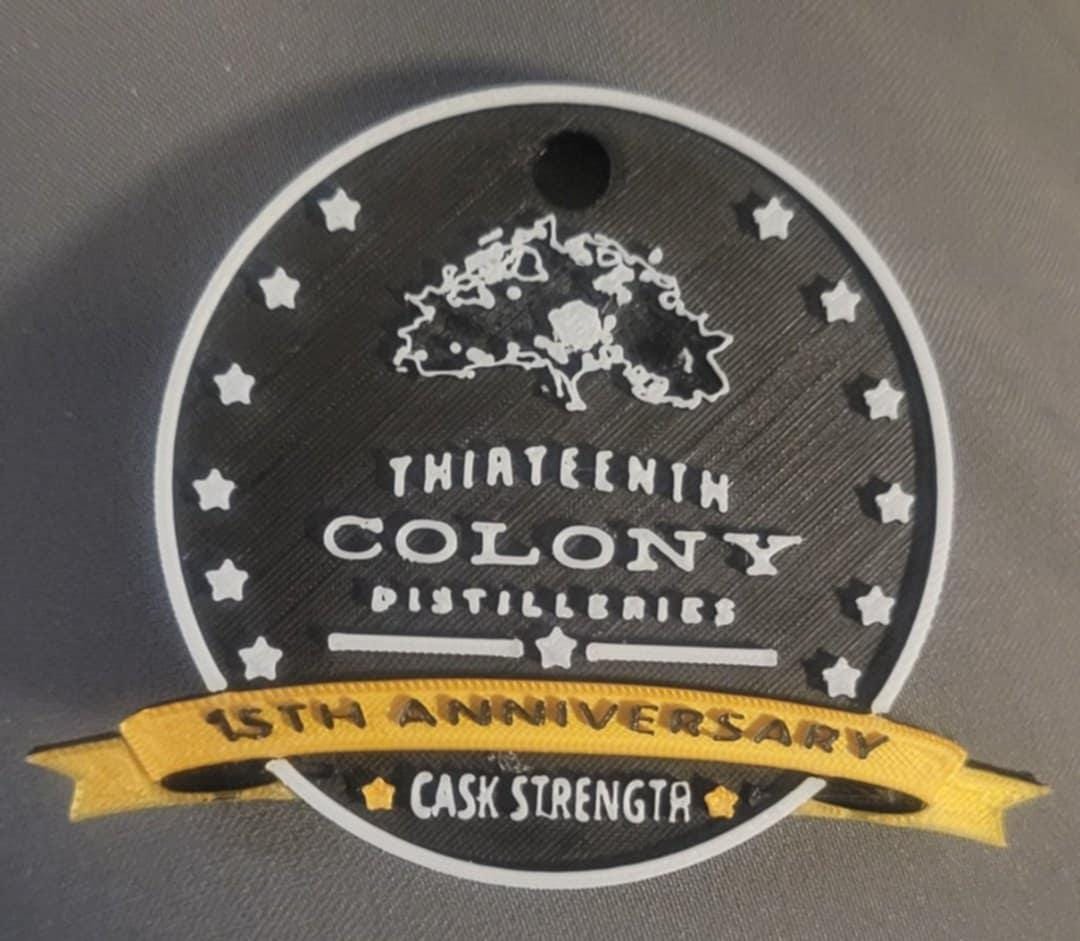 THIRTEENTH
COLONY
DISTILLERIES
15TH ANNIVERSARY
CASK STRENGTH